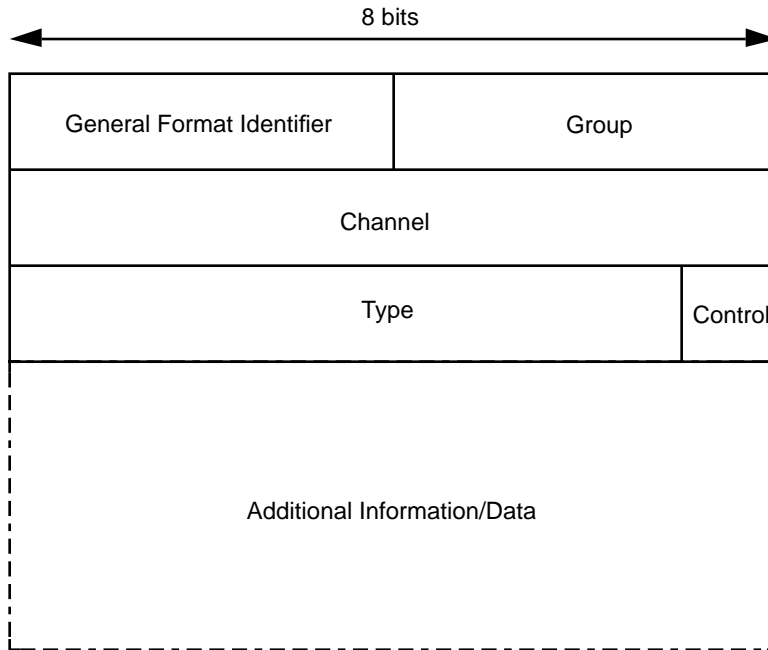 8 bits
General Format Identifier
Group
Channel
Type
Control
Additional Information/Data